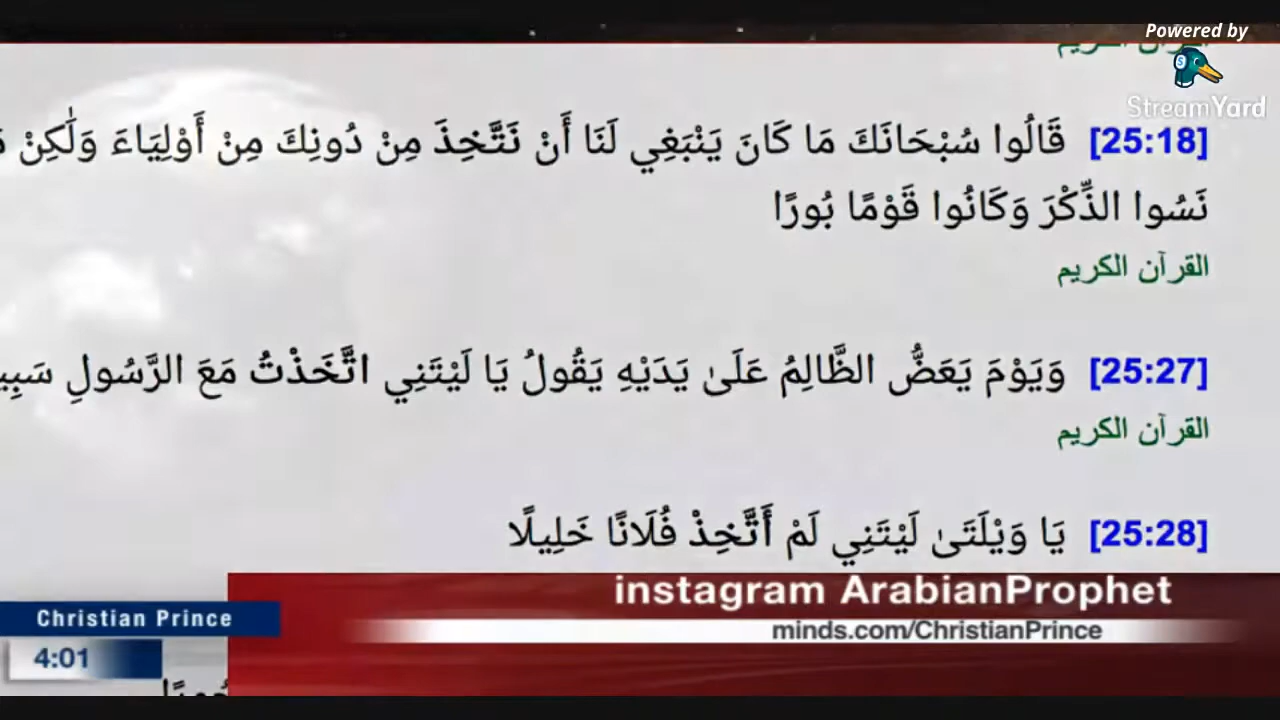 Powered by
StreamYard
[25:18] قَالُوا سُبْحَانَكَ مَا كَانَ يَنْبَغِي لَنَا أَنْ نَتَّخِذَ مِنْ دُونِكَ مِنْ أَوْلِيَاءَ وَلَٰكِنْ
نَسُوا الذِّكْرَ وَكَانُوا قَوْمًا بُورًا
القرآن الكريم
[25:27] وَيَوْمَ يَعَضُّ الظَّالِمُ عَلَىٰ يَدَيْهِ يَقُولُ يَا لَيْتَنِي اتَّخَذْتُ مَعَ الرَّسُولِ
القرآن الكريم
[25:28] يَا وَيْلَتَىٰ لَيْتَنِي لَمْ أَتَّخِذْ فُلَانًا خَلِيلًا
instagram ArabianProphet
Christian Prince
minds.com/ChristianPrince
4:01